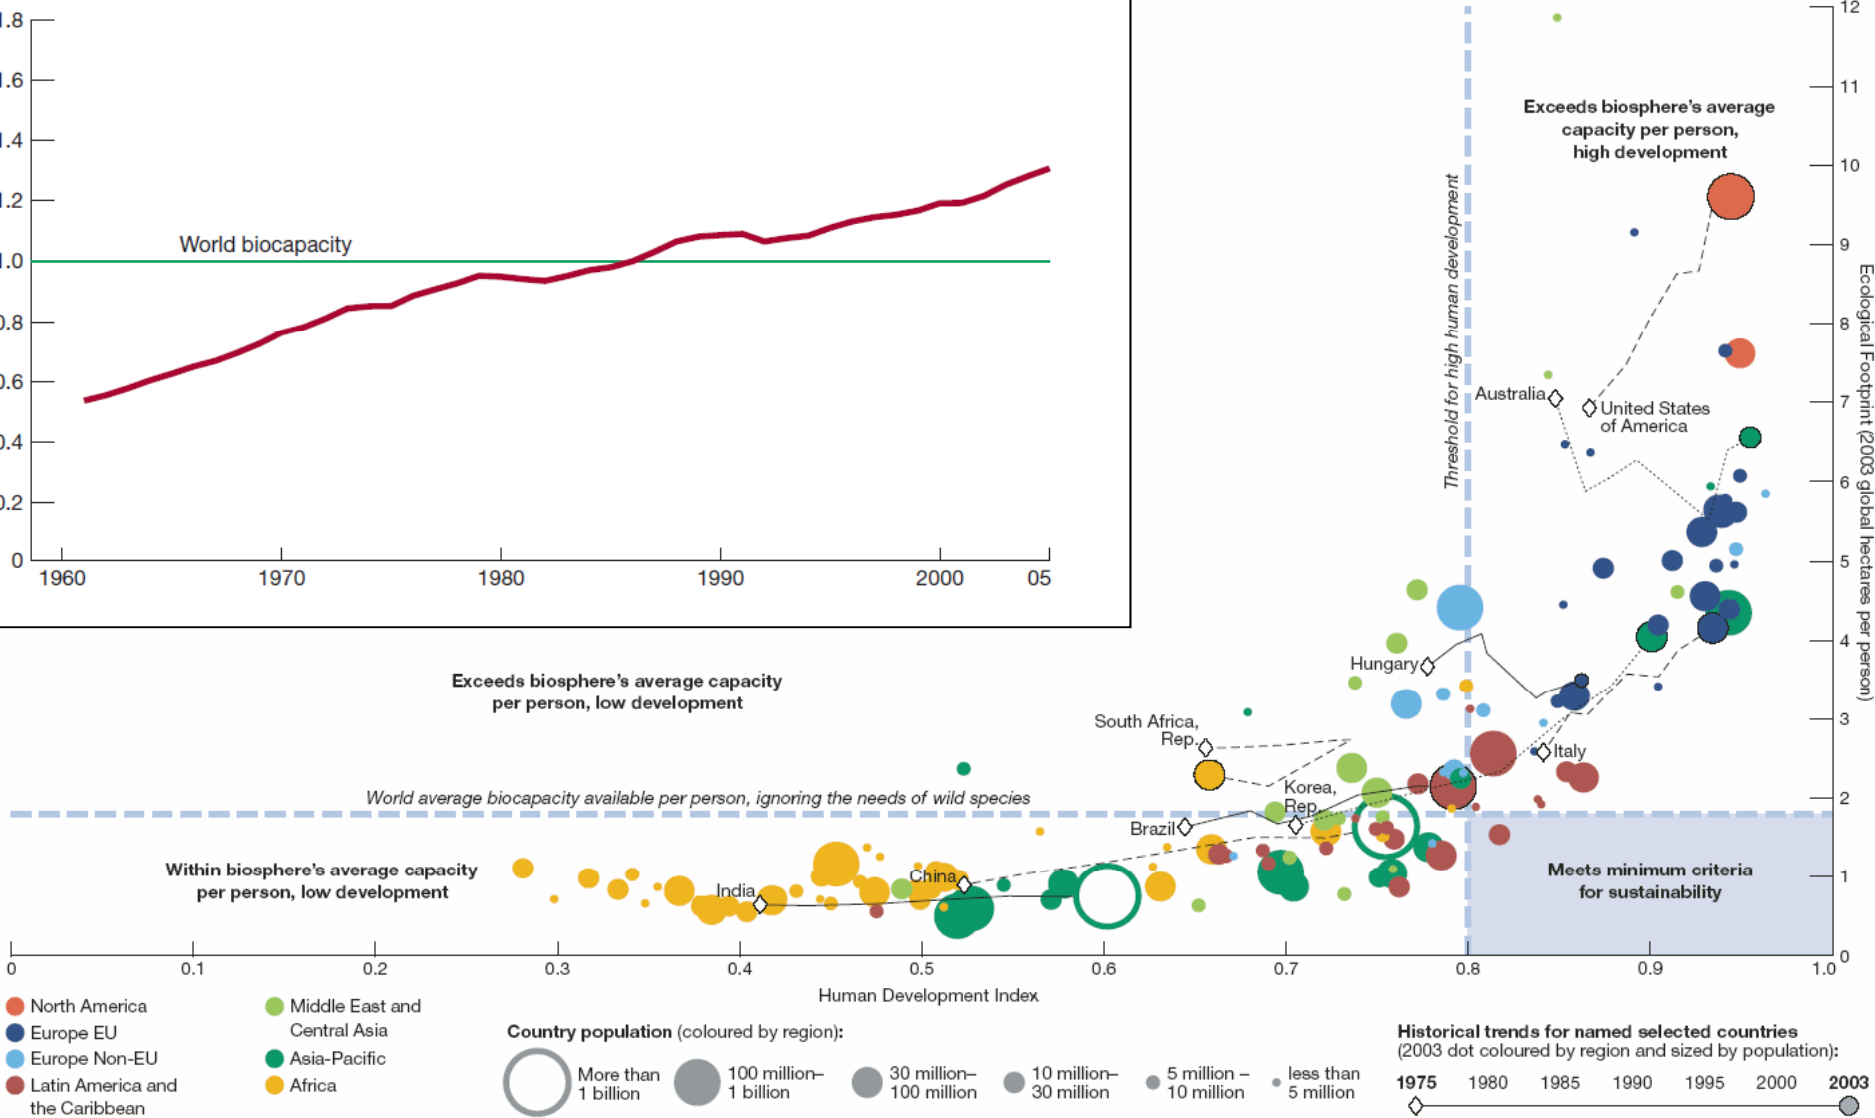 1.8
1.6
1.4
1.2
1.0
0.8
0.6
0.4
0.2
0
World biocapacity
1960
1970
1980
1990
2000
05
12
11
10
9
8
7
6
5
4
3
2
1
0
Ecological Footprint (2003 global hectares per person)
Exceeds biosphere's average
capacity per person,
high development
Threshold for high human development
Australia
United States
of America
Hungary
Exceeds biosphere's average capacity
per person, low development
South Africa,
Rep.
Italy
Korea,
Rep.
World average biocapacity available per person, ignoring the needs of wild species
Brazil
Within biosphere's average capacity
per person, low development
India
China
Meets minimum criteria
for sustainability
0
0.1
0.2
0.3
0.4
0.5
0.6
0.7
0.8
0.9
1.0
Human Development Index
North America
Europe EU
Europe Non-EU
Latin America and
the Caribbean
Middle East and
Central Asia
Asia-Pacific
Africa
Country population (coloured by region):
More than
1 billion
100 million–
1 billion
30 million–
100 million
10 million–
30 million
5 million –
10 million
less than
5 million
Historical trends for named selected countries
(2003 dot coloured by region and sized by population):
1975 1980 1985 1990 1995 2000 2003